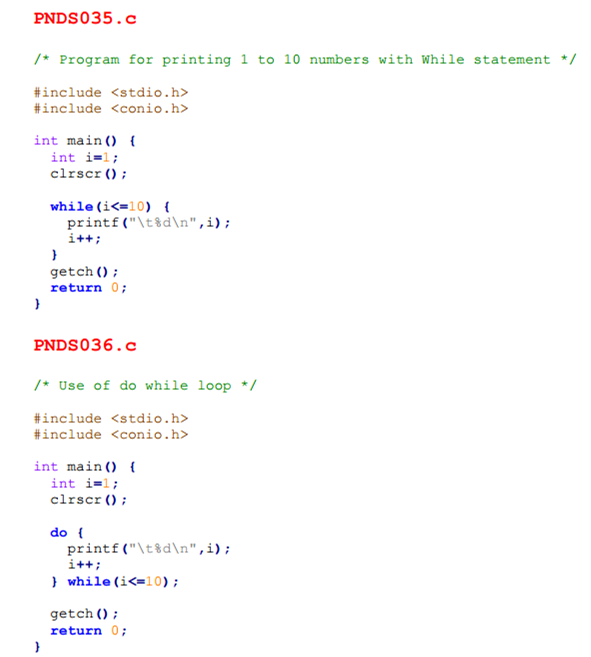 PNDS035.c
/* Program for printing 1 to 10 numbers with While statement */
#include <stdio.h>
#include <conio.h>
int main() {
  int i=1;
  clrscr();
  while(i<=10) {
    printf("\t%d\n",i);
    i++;
  }
  getch();
  return 0;
}
PNDS036.c
/* Use of do while loop */
#include <stdio.h>
#include <conio.h>
int main() {
  int i=1;
  clrscr();
  do {
    printf("\t%d\n",i);
    i++;
  } while(i<=10);
  getch();
  return 0;
}